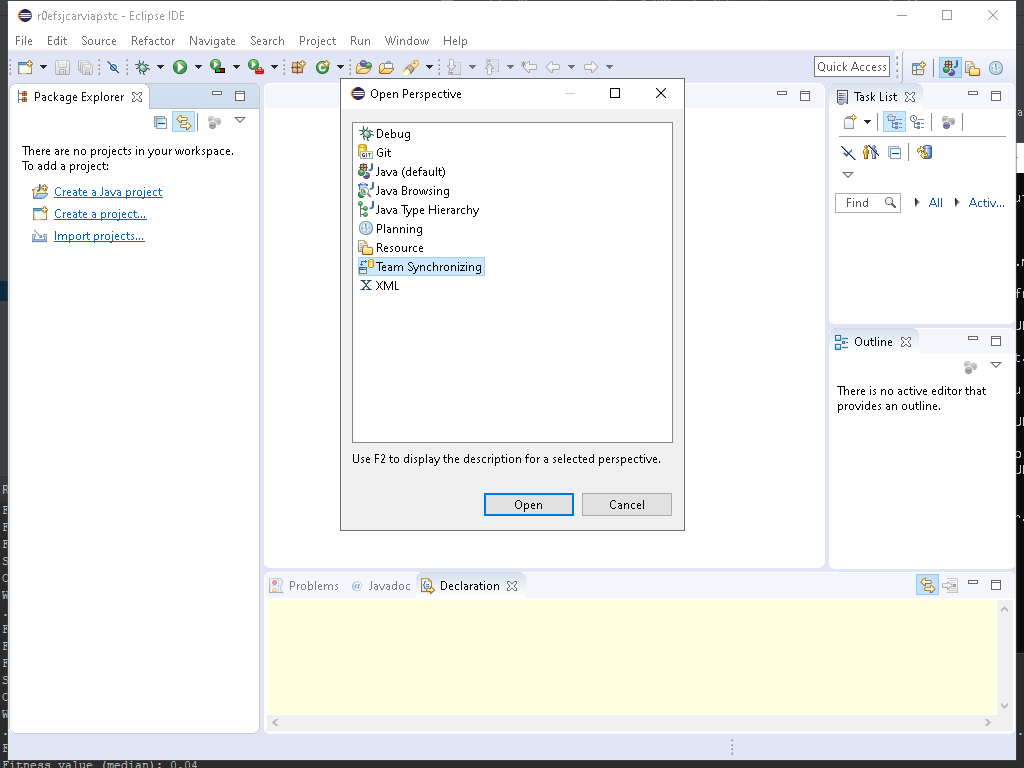 r0efsjcarviapstc - Eclipse IDE
File Edit Source Refactor Navigate Search Project Run Window Help
Quick Access
Package Explorer
There are no projects in your workspace.
To add a project:
Create a Java project
Create a project...
Import projects...
Open Perspective
Debug
GIT Git
Java (default)
Java Browsing
Java Type Hierarchy
Planning
Resource
Team Synchronizing
XML
Use F2 to display the description for a selected perspective.
Open Cancel
Task List
Find All Activ...
Outline
There is no active editor that
provides an outline.
Problems @ Javadoc Declaration
Fitness value (median): 0.04